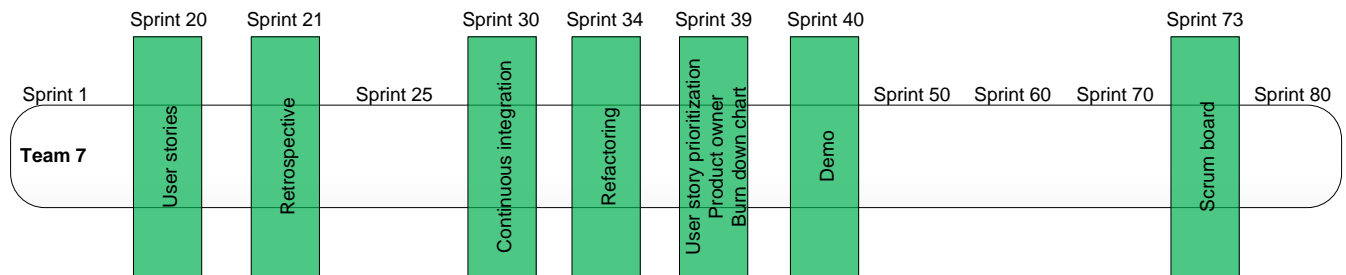 Sprint 20
Sprint 21
Sprint 30
Sprint 34
Sprint 39
Sprint 40
Sprint 73
Sprint 1
Sprint 25
Sprint 50
Sprint 60
Sprint 70
Sprint 80
Team 7
User stories
Retrospective
Continuous integration
Refactoring
User story prioritization
Product owner
Burn down chart
Demo
Scrum board